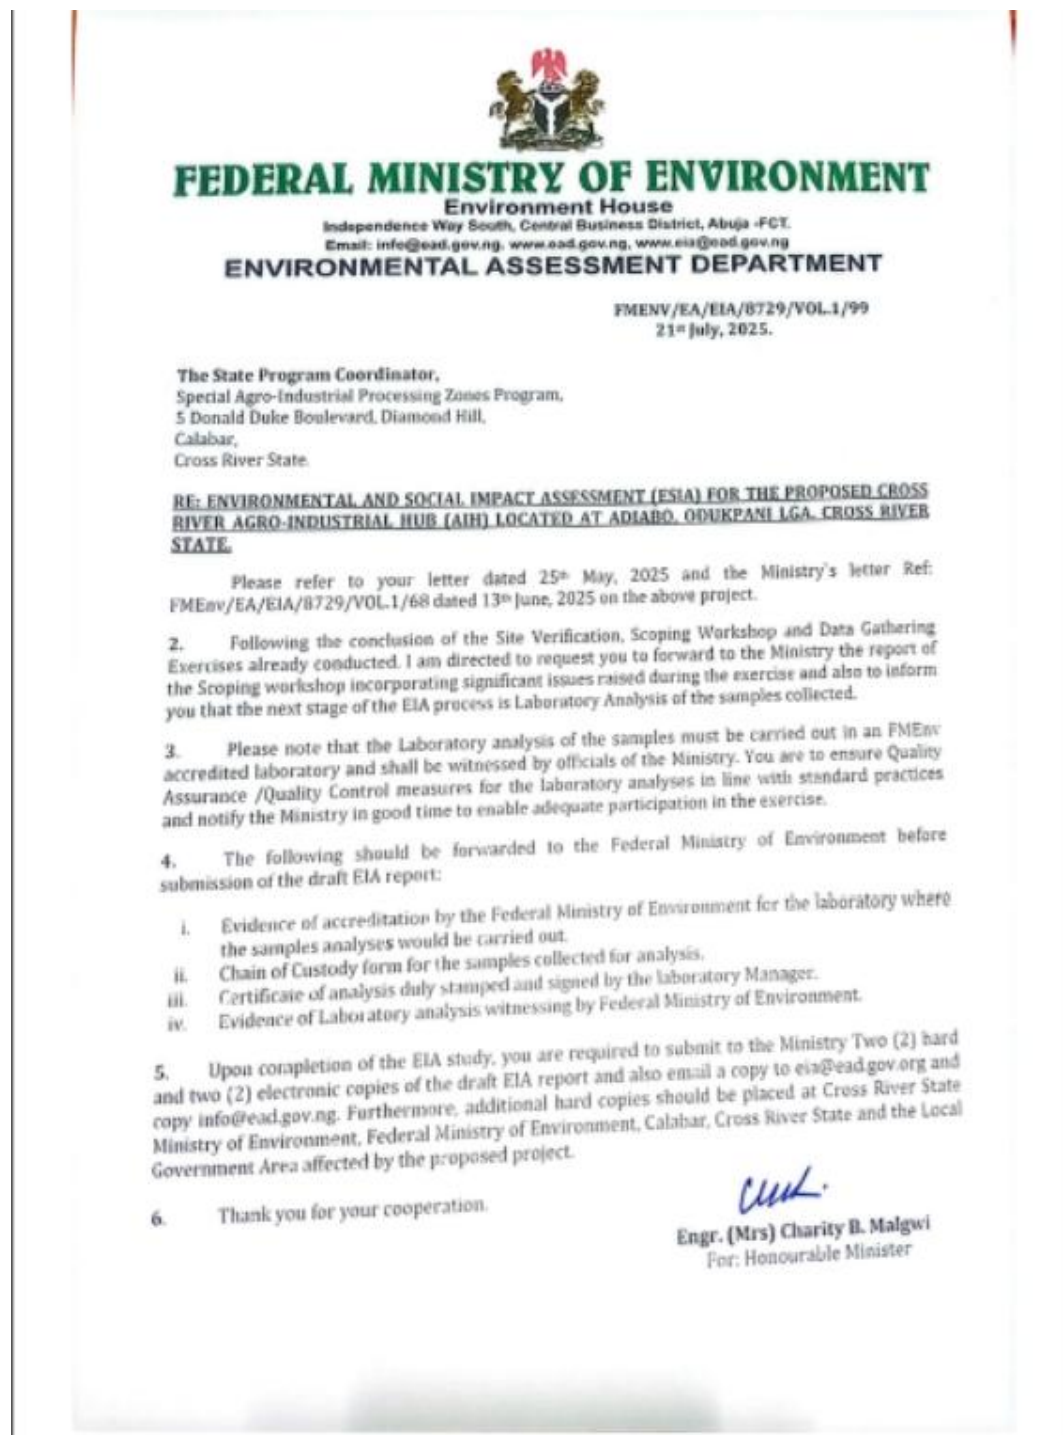 FEDERAL MINISTRY OF ENVIRONMENT
Environment House
Independence Way South, Central Business District, Abuja -FCT.
Email: info@ead.gov.ng, www.ead.gov.ng, www.eia@ead.gov.ng
ENVIRONMENTAL ASSESSMENT DEPARTMENT
FMENV/EA/EIA/8729/VOL.1/99
21st July, 2025.
The State Program Coordinator,
Special Agro-Industrial Processing Zones Program,
5 Donald Duke Boulevard, Diamond Hill,
Calabar,
Cross River State.
RE: ENVIRONMENTAL AND SOCIAL IMPACT ASSESSMENT (ESIA) FOR THE PROPOSED CROSS
RIVER AGRO-INDUSTRIAL HUB (AIH) LOCATED AT ADIABO, ODUKPANI LGA, CROSS RIVER
STATE.
Please refer to your letter dated 25th May, 2025 and the Ministry's letter Ref:
FMEnv/EA/EIA/8729/VOL.1/68 dated 13th June, 2025 on the above project.
2. Following the conclusion of the Site Verification, Scoping Workshop and Data Gathering
Exercises already conducted. I am directed to request you to forward to the Ministry the report of
the Scoping workshop incorporating significant issues raised during the exercise and also to inform
you that the next stage of the EIA process is Laboratory Analysis of the samples collected.
3. Please note that the Laboratory analysis of the samples must be carried out in an FMEnv
accredited laboratory and shall be witnessed by officials of the Ministry. You are to ensure Quality
Assurance /Quality Control measures for the laboratory analyses in line with standard practices
and notify the Ministry in good time to enable adequate participation in the exercise.
4. The following should be forwarded to the Federal Ministry of Environment before
submission of the draft EIA report:
i. Evidence of accreditation by the Federal Ministry of Environment for the laboratory where
the samples analyses would be carried out.
ii. Chain of Custody form for the samples collected for analysis.
iii. Certificate of analysis duly stamped and signed by the laboratory Manager.
iv. Evidence of Laboratory analysis witnessing by Federal Ministry of Environment.
5. Upon completion of the EIA study, you are required to submit to the Ministry Two (2) hard
and two (2) electronic copies of the draft EIA report and also email a copy to eia@ead.gov.org and
copy info@ead.gov.ng. Furthermore, additional hard copies should be placed at Cross River State
Ministry of Environment, Federal Ministry of Environment, Calabar, Cross River State and the Local
Government Area affected by the proposed project.
6. Thank you for your cooperation.
Engr. (Mrs) Charity B. Malgwi
For: Honourable Minister